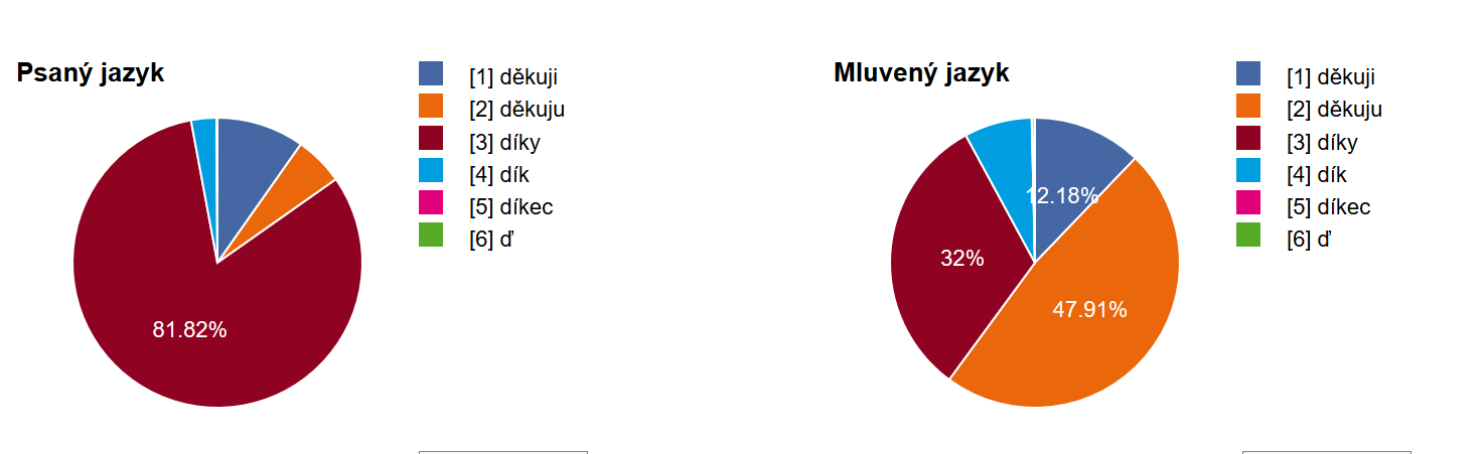 Psaný jazyk
[1] děkuji
[2] děkuju
[3] díky
[4] dík
[5] díkec
[6] ď
81.82%
Mluvený jazyk
[1] děkuji
[2] děkuju
[3] díky
[4] dík
[5] díkec
[6] ď
12.18%
32%
47.91%